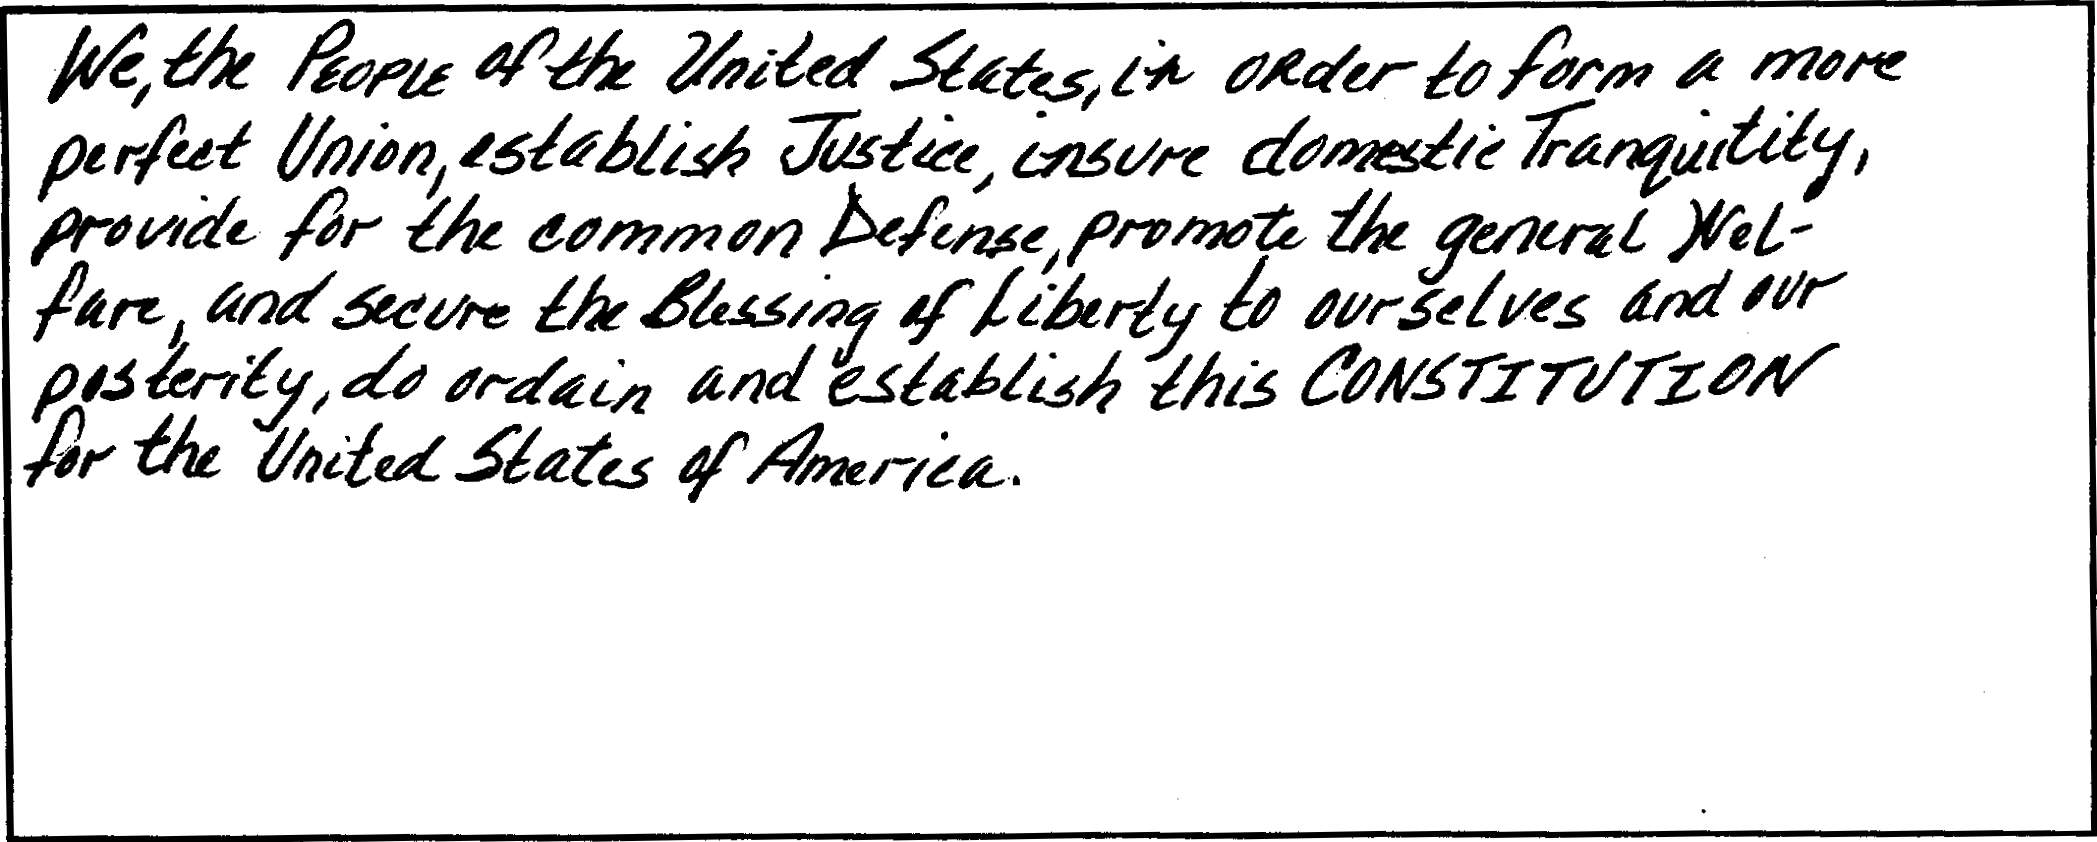 We, the PEOPLE of the United States, in order to form a more
perfect Union, establish Justice, insure domestic Tranquitity,
provide for the common Defense, promote the general Wel-
fare, and secure the Blessing of Liberty to ourselves and our
posterity, do ordain and establish this CONSTITUTION
for the United States of America.